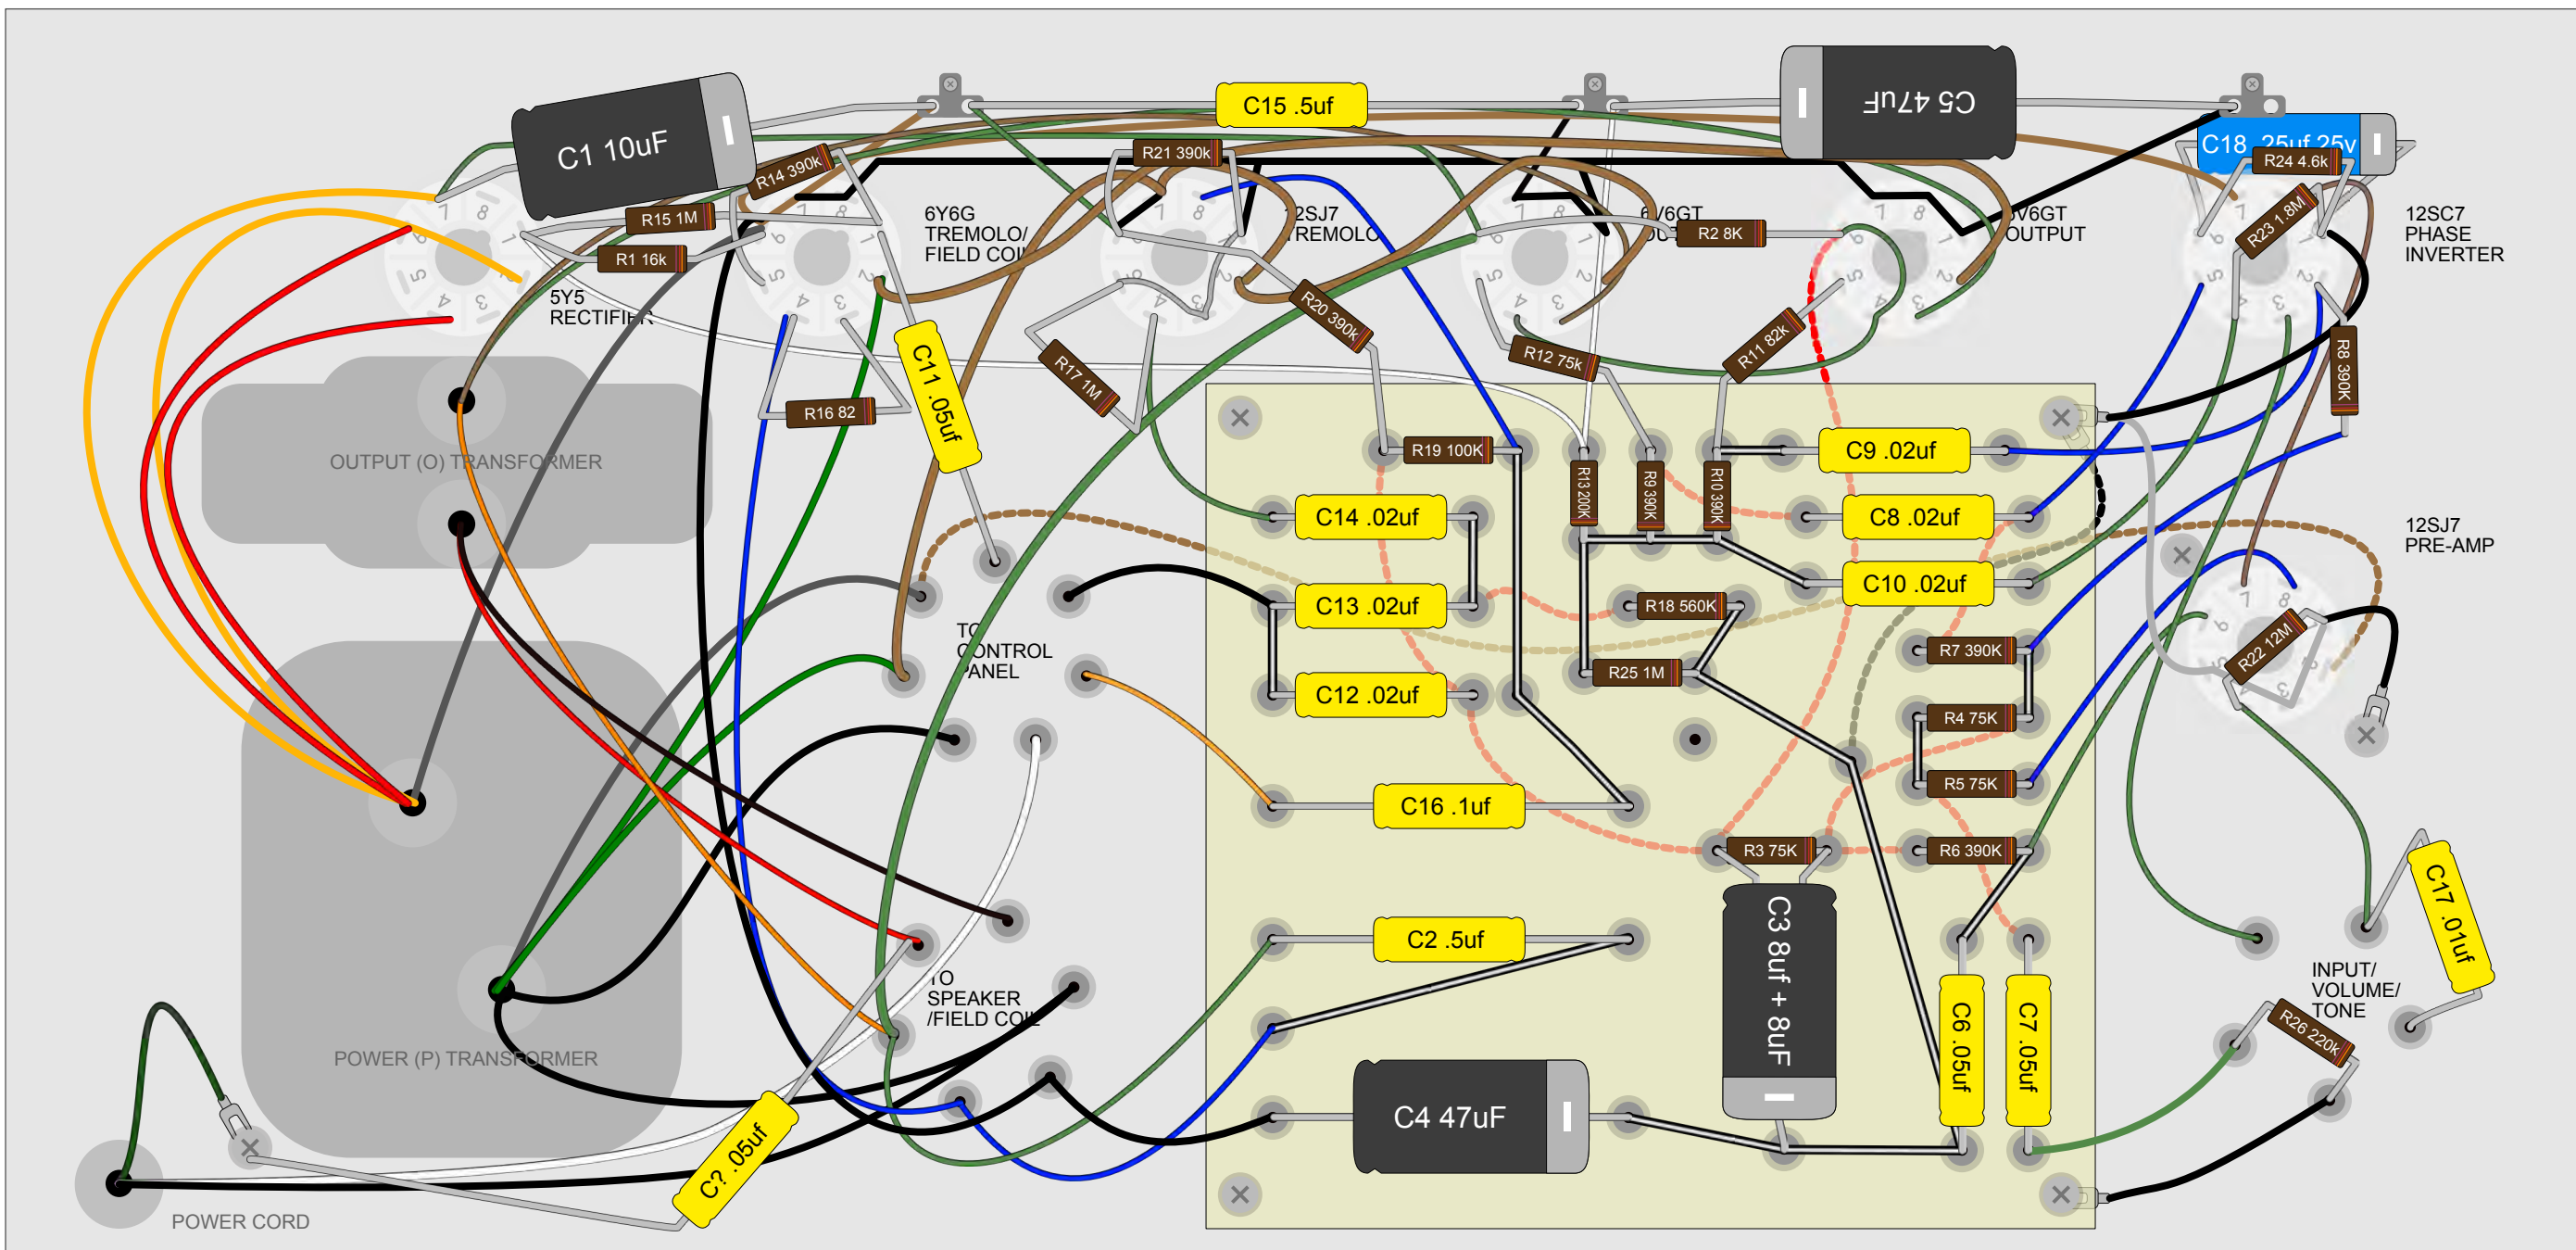 C1 10uF
C15 .5uf
C5 47uF
C18 .25uf 25v
R24 4.6k
R14 390k
R21 390k
R15 1M
R1 16k
R2 8K
R23 1.8M
6Y6G
TREMOLO/
FIELD COIL
12SJ7
TREMOLO
6V6GT
6V6GT
OUTPUT
12SC7
PHASE
INVERTER
5Y5
RECTIFIER
R20 390k
R12 75k
R11 82k
R8 390K
R17 1M
R16 82
C11 .05uf
OUTPUT (O) TRANSFORMER
R19 100K
R13 200K
R9 390K
R10 390K
C9 .02uf
C14 .02uf
C8 .02uf
12SJ7
PRE-AMP
C10 .02uf
C13 .02uf
R18 560K
TO
CONTROL
PANEL
R7 390K
R22 12M
R25 1M
C12 .02uf
R4 75K
R5 75K
C16 .1uf
R3 75K
R6 390K
C2 .5uf
C3 8uf + 8uF
C17 .01uf
TO
SPEAKER
/FIELD COIL
INPUT/
VOLUME/
TONE
R26 220k
C6 .05uf
C7 .05uf
POWER (P) TRANSFORMER
C4 47uF
C? .05uf
POWER CORD